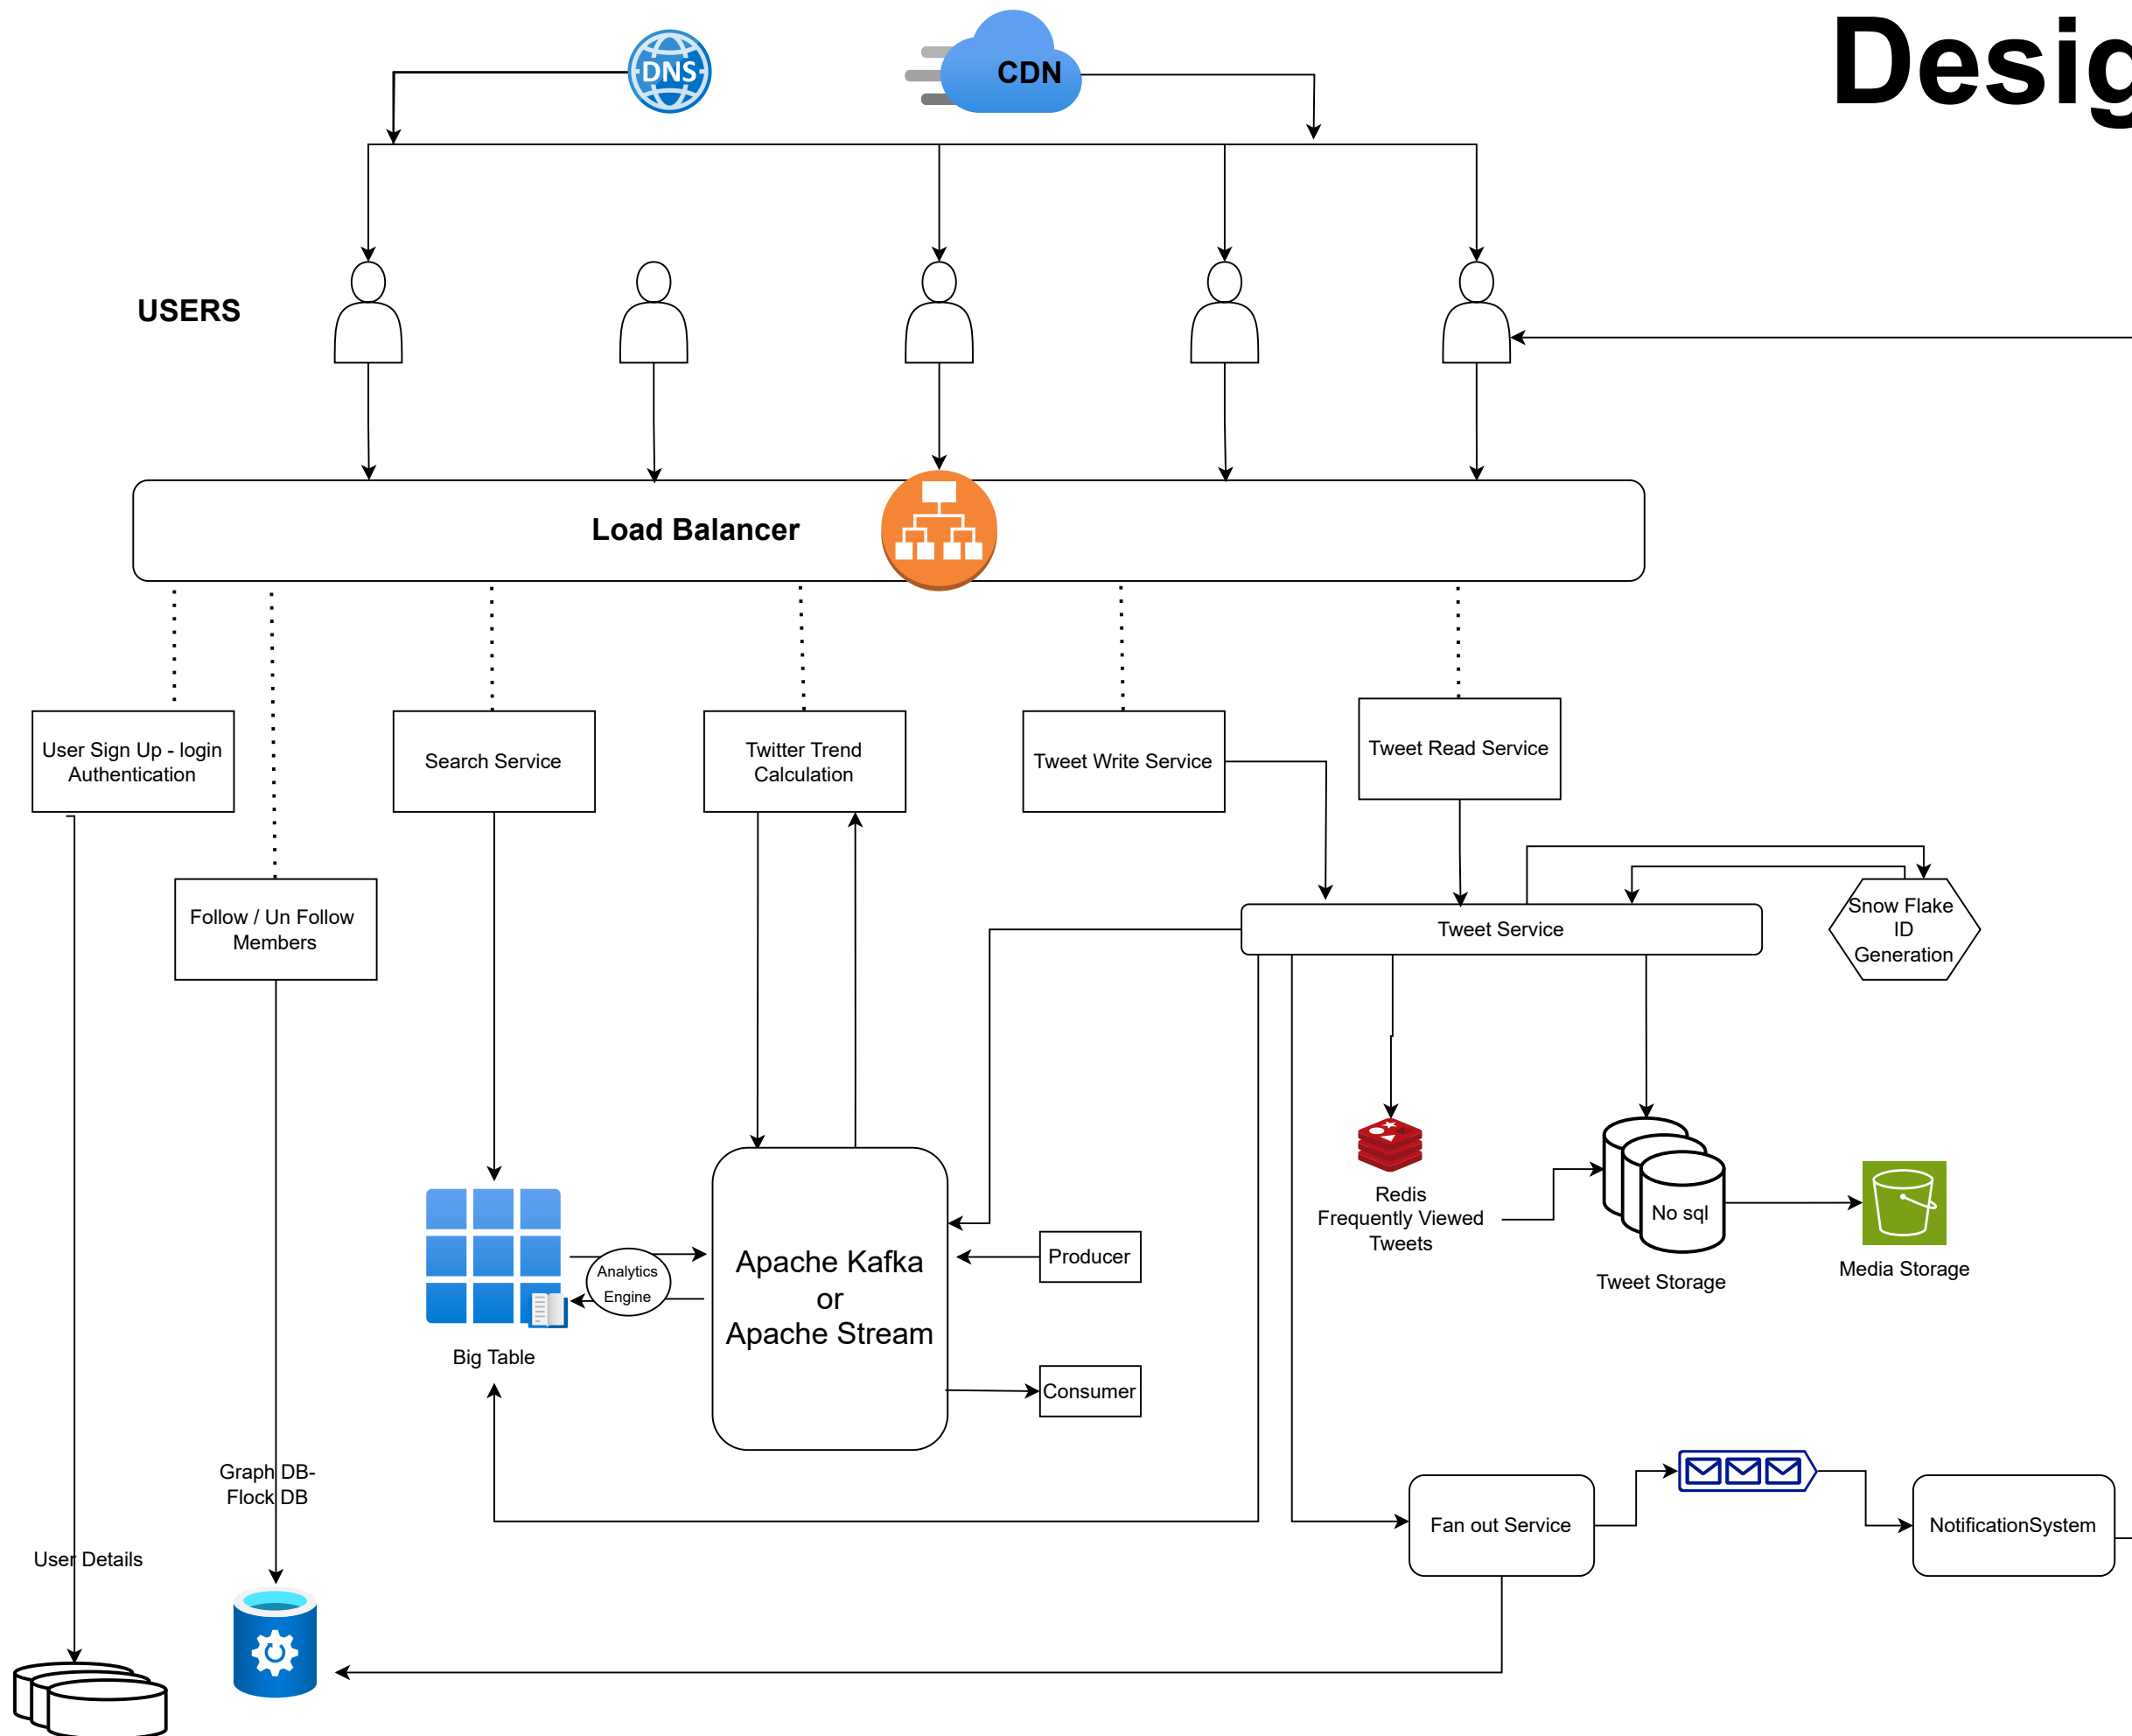 Desig
DNS
CDN
USERS
Load Balancer
User Sign Up - login
Authentication
Search Service
Twitter Trend
Calculation
Tweet Write Service
Tweet Read Service
Follow / Un Follow
Members
Tweet Service
Snow Flake
ID
Generation
Redis
Frequently Viewed
Tweets
No sql
Tweet Storage
Media Storage
Analytics
Engine
Apache Kafka
or
Apache Stream
Producer
Consumer
Big Table
Graph DB-
Flock DB
Fan out Service
NotificationSystem
User Details